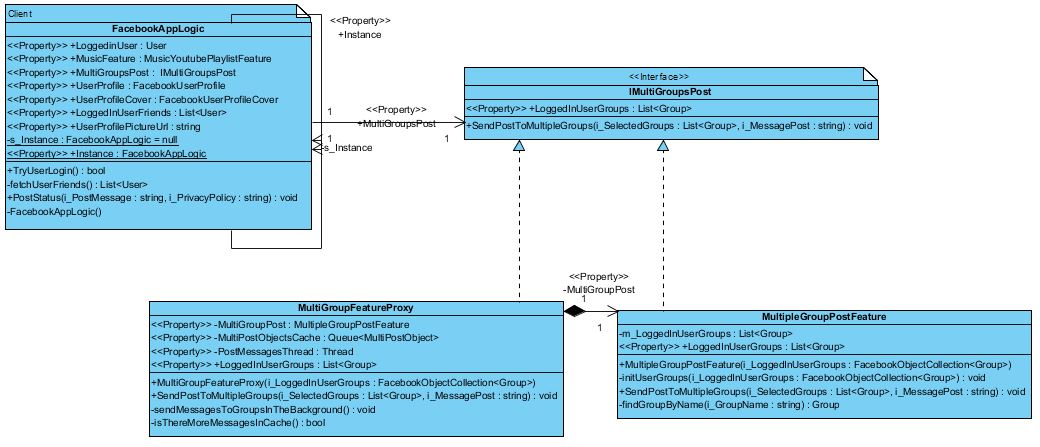 Client
FacebookAppLogic
<<Property>> +LoggedinUser : User
<<Property>> +MusicFeature : MusicYoutubePlaylistFeature
<<Property>> +MultiGroupsPost : IMultiGroupsPost
<<Property>> +UserProfile : FacebookUserProfile
<<Property>> +UserProfileCover : FacebookUserProfileCover
<<Property>> +LoggedInUserFriends : List<User>
<<Property>> +UserProfilePictureUrl : string
-s_Instance : FacebookAppLogic = null
<<Property>> +Instance : FacebookAppLogic
+TryUserLogin() : bool
-fetchUserFriends() : List<User>
+PostStatus(i_PostMessage : string, i_PrivacyPolicy : string) : void
-FacebookAppLogic()
<<Property>>
+Instance
1
1
-s_Instance
<<Property>>
+MultiGroupsPost
1
<<Interface>>
IMultiGroupsPost
<<Property>> +LoggedInUserGroups : List<Group>
+SendPostToMultipleGroups(i_SelectedGroups : List<Group>, i_MessagePost : string) : void
MultiGroupFeatureProxy
<<Property>> -MultiGroupPost : MultipleGroupPostFeature
<<Property>> -MultiPostObjectsCache : Queue<MultiPostObject>
<<Property>> -PostMessagesThread : Thread
<<Property>> +LoggedInUserGroups : List<Group>
+MultiGroupFeatureProxy(i_LoggedInUserGroups : FacebookObjectCollection<Group>)
+SendPostToMultipleGroups(i_SelectedGroups : List<Group>, i_MessagePost : string) : void
-sendMessagesToGroupsInTheBackground() : void
-isThereMoreMessagesInCache() : bool
<<Property>>
-MultiGroupPost
1
1
MultipleGroupPostFeature
-m_LoggedInUserGroups : List<Group>
<<Property>> +LoggedInUserGroups : List<Group>
+MultipleGroupPostFeature(i_LoggedInUserGroups : FacebookObjectCollection<Group>)
-initUserGroups(i_LoggedInUserGroups : FacebookObjectCollection<Group>) : void
+SendPostToMultipleGroups(i_SelectedGroups : List<Group>, i_MessagePost : string) : void
-findGroupByName(i_GroupName : string) : Group